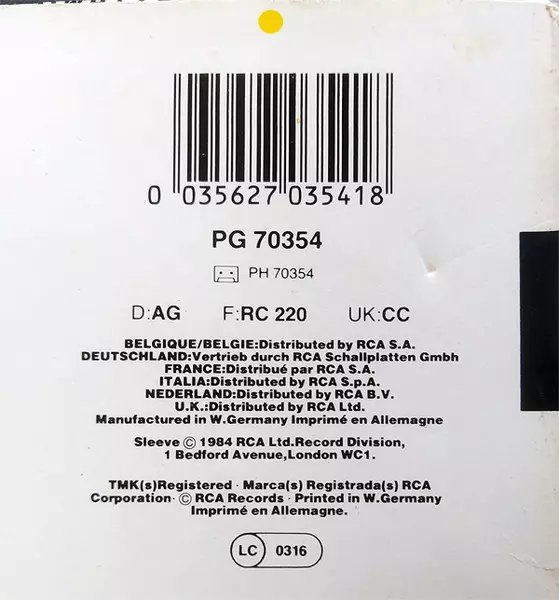 0 035627 035418
PG 70354
PH 70354
D:AG F:RC 220 UK:CC
BELGIQUE/BELGIE:Distributed by RCA S.A.
DEUTSCHLAND:Vertrieb durch RCA Schallplatten Gmbh
FRANCE:Distribué par RCA S.A.
ITALIA:Distributed by RCA S.p.A.
NEDERLAND:Distributed by RCA B.V.
U.K.:Distributed by RCA Ltd.
Manufactured in W.Germany Imprimé en Allemagne
Sleeve © 1984 RCA Ltd.Record Division,
1 Bedford Avenue,London WC1.
TMK(s)Registered · Marca(s) Registrada(s) RCA
Corporation · © RCA Records · Printed in W.Germany
Imprimé en Allemagne.
LC 0316